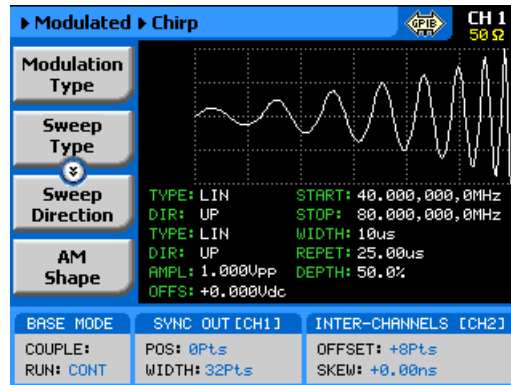 Modulated Chirp GPIB CH 1
50 Ω
Modulation
Type
Sweep
Type
Sweep
Direction
AM
Shape
TYPE: LIN START: 40.000,000,0MHz
DIR: UP STOP: 80.000,000,0MHz
TYPE: LIN WIDTH: 10us
DIR: UP REPET: 25.00us
AMPL: 1.000Vpp DEPTH: 50.0%
OFFS: +0.000Vdc
BASE MODE SYNC OUT [CH1] INTER-CHANNELS [CH2]
COUPLE: POS: 0Pts OFFSET: +8Pts
RUN: CONT WIDTH: 32Pts SKEW: +0.00ns